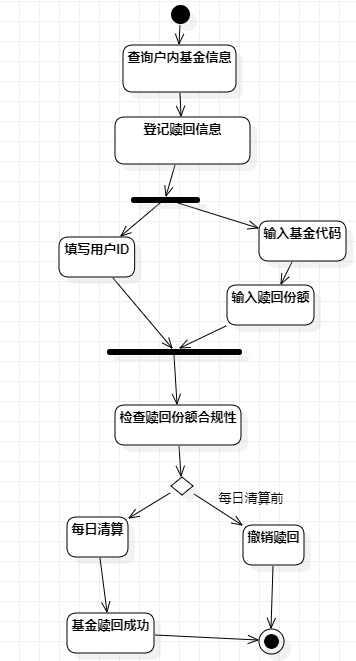 查询户内基金信息
登记赎回信息
填写用户ID
输入基金代码
输入赎回份额
检查赎回份额合规性
每日清算前
每日清算
撤销赎回
基金赎回成功